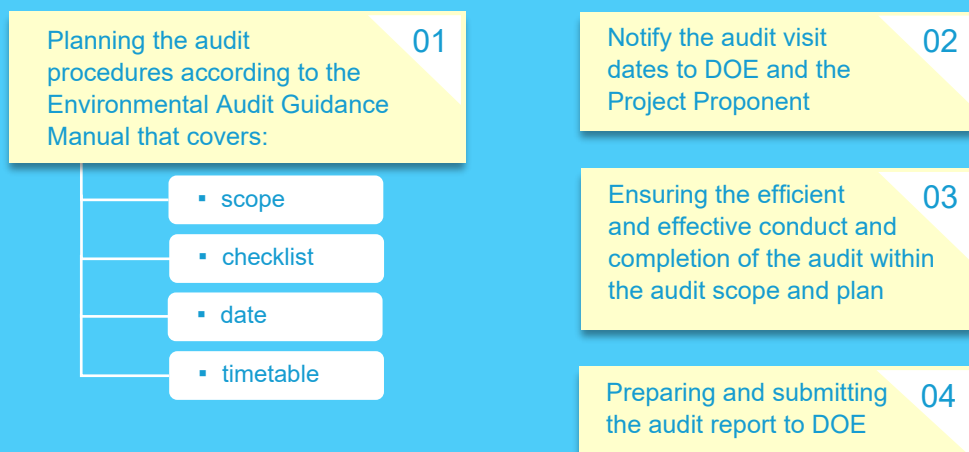 Planning the audit
procedures according to the
Environmental Audit Guidance
Manual that covers:
01
▪ scope
▪ checklist
▪ date
▪ timetable
Notify the audit visit
dates to DOE and the
Project Proponent
02
Ensuring the efficient
and effective conduct and
completion of the audit within
the audit scope and plan
03
Preparing and submitting
the audit report to DOE
04